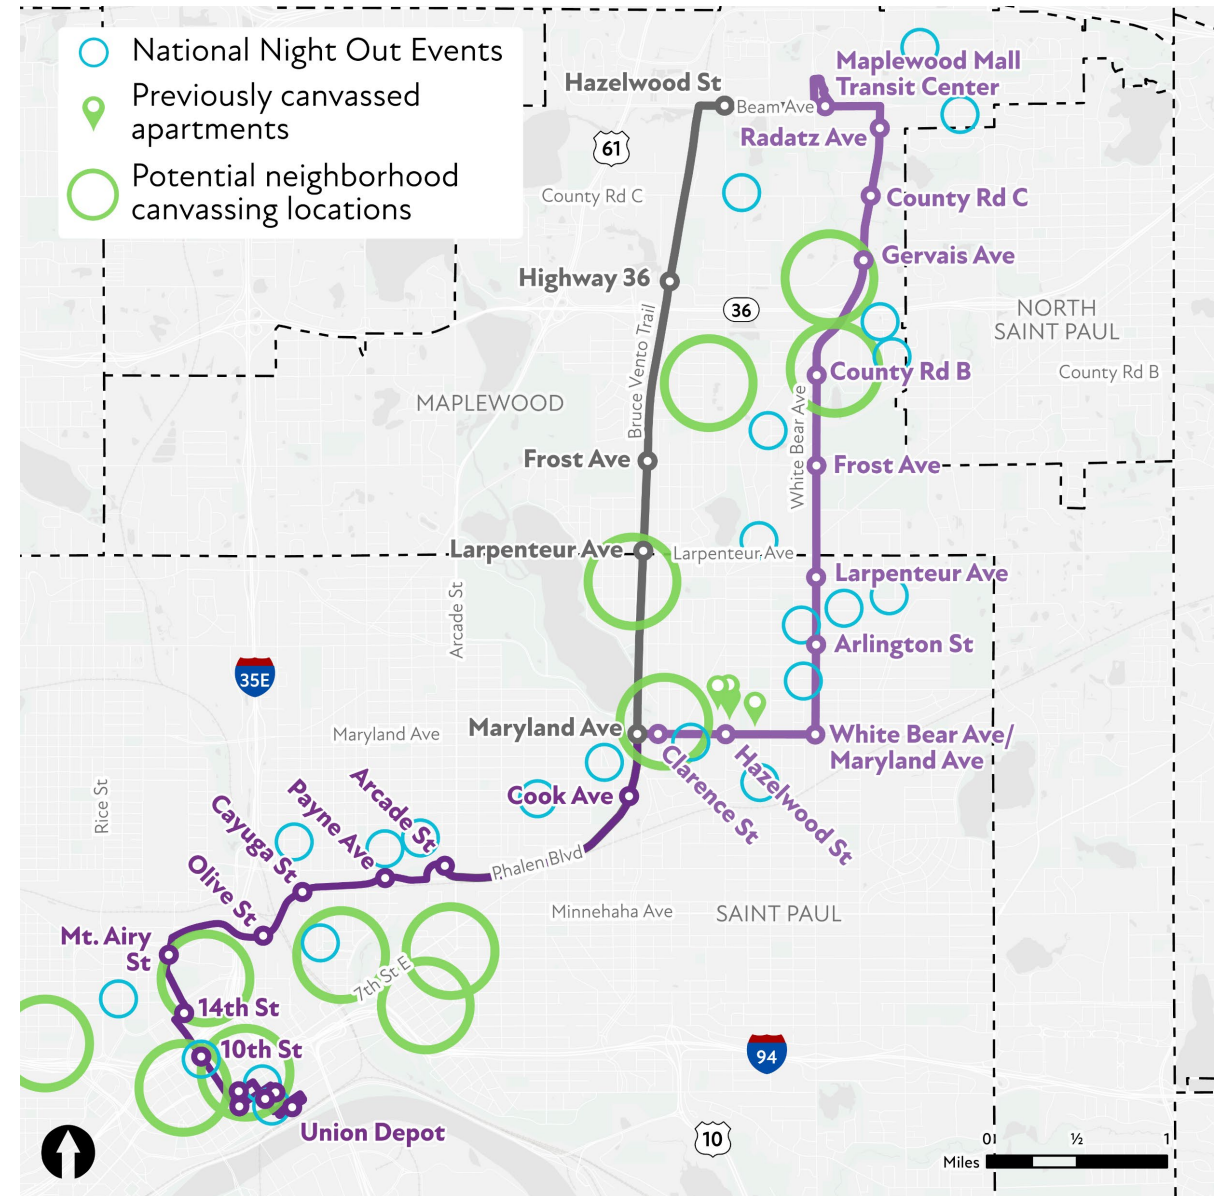 National Night Out Events
Previously canvassed
apartments
Potential neighborhood
canvassing locations
Hazelwood St
Beam Ave
Maplewood Mall
Transit Center
Radatz Ave
61
County Rd C
County Rd C
Gervais Ave
Highway 36
36
NORTH
SAINT PAUL
Bruce Vento Trail
County Rd B
County Rd B
MAPLEWOOD
White Bear Ave
Frost Ave
Frost Ave
Larpenteur Ave
Larpenteur Ave
Larpenteur Ave
Arcade St
Arlington St
35E
Maryland Ave
Maryland Ave
White Bear Ave/
Maryland Ave
Clarence St
Hazelwood St
Rice St
Cook Ave
Arcade St
Payne Ave
Cayuga St
Olive St
Phalen Blvd
Minnehaha Ave
SAINT PAUL
Mt. Airy
St
7th St E
14th St
10th St
94
Union Depot
10
0
½
1
Miles